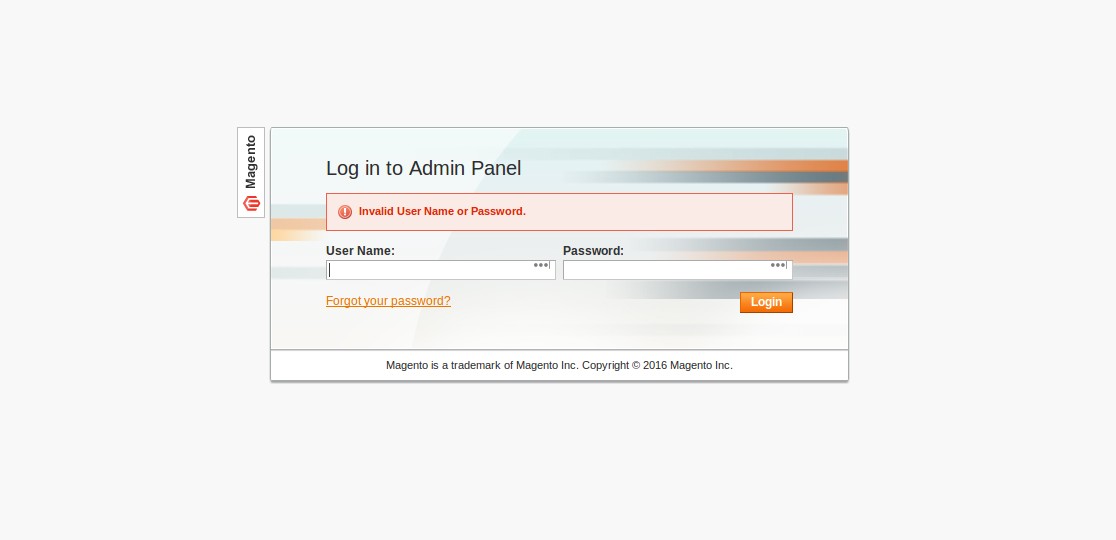 Magento
Log in to Admin Panel
Invalid User Name or Password.
User Name: Password:
Forgot your password? Login
Magento is a trademark of Magento Inc. Copyright © 2016 Magento Inc.